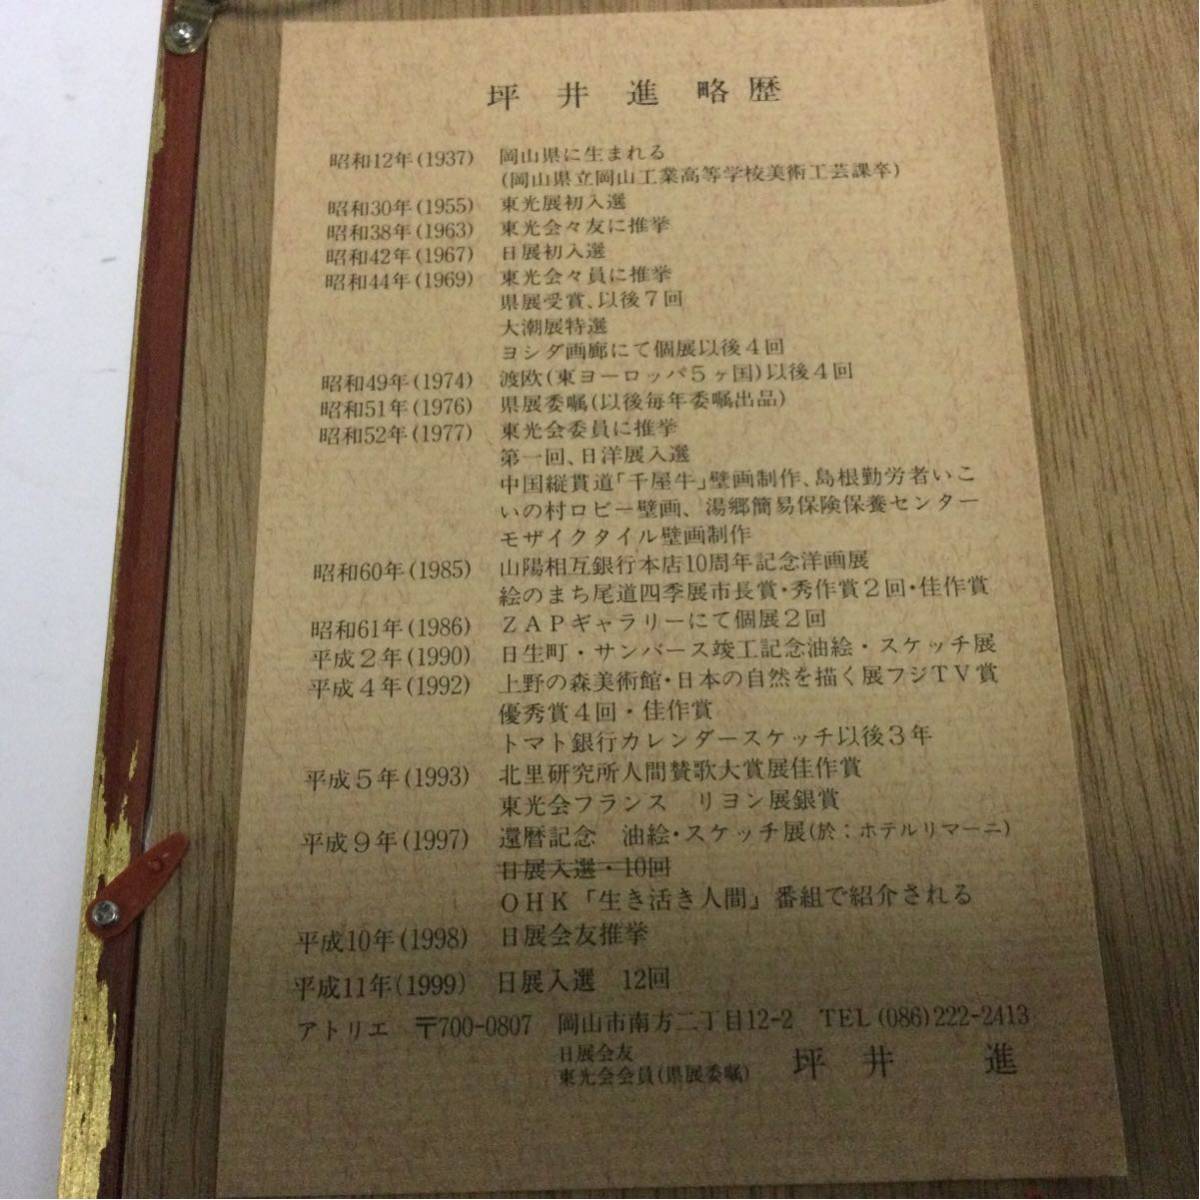 坪井進略歴
昭和12年(1937) 岡山県に生まれる
(岡山県立岡山工業高等学校美術工芸課卒)
昭和30年(1955) 東光展初入選
昭和38年(1963) 東光会々友に推挙
昭和42年(1967) 日展初入選
昭和44年(1969) 東光会々員に推挙
県展受賞、以後7回
大潮展特選
ヨシダ画廊にて個展以後4回
昭和49年(1974) 渡欧(東ヨーロッパ5ヶ国)以後4回
昭和51年(1976) 県展委嘱(以後毎年委嘱出品)
昭和52年(1977) 東光会委員に推挙
第一回、日洋展入選
中国縦貫道「千屋牛」壁画制作、島根勤労者いこ
いの村ロビー壁画、湯郷簡易保険保養センター
モザイクタイル壁画制作
昭和60年(1985) 山陽相互銀行本店10周年記念洋画展
絵のまち尾道四季展市長賞・秀作賞2回・佳作賞
昭和61年(1986) ZAPギャラリーにて個展2回
平成2年(1990) 日生町・サンバース竣工記念油絵・スケッチ展
平成4年(1992) 上野の森美術館・日本の自然を描く展フジTV賞
優秀賞4回・佳作賞
トマト銀行カレンダースケッチ以後3年
平成5年(1993) 北里研究所人間賛歌大賞展佳作賞
東光会フランス リヨン展銀賞
平成9年(1997) 還暦記念 油絵・スケッチ展(於：ホテルリマーニ)
日展入選・10回
OHK「生き活き人間」番組で紹介される
平成10年(1998) 日展会友推挙
平成11年(1999) 日展入選 12回
アトリエ 〒700-0807 岡山市南方二丁目12-2 TEL(086)222-2413
日展会友
東光会会員(県展委嘱) 坪井 進